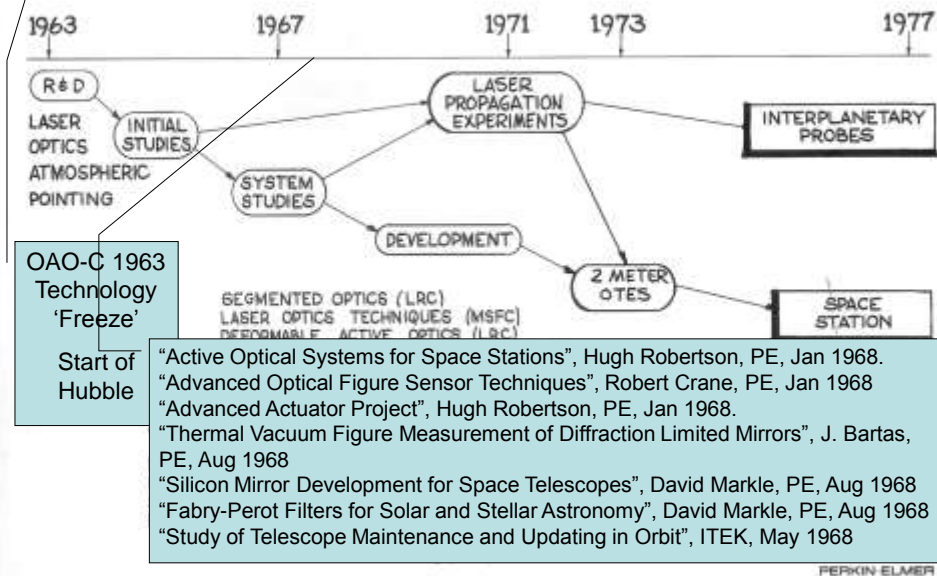 1963 1967 1971 1973 1977
R&D
LASER
OPTICS
ATMOSPHERIC
POINTING
INITIAL
STUDIES
SYSTEM
STUDIES
LASER
PROPAGATION
EXPERIMENTS
INTERPLANETARY
PROBES
DEVELOPMENT
2 METER
OTES
SPACE
STATION
SEGMENTED OPTICS (LRC)
LASER OPTICS TECHNIQUES (MSFC)
DEFORMABLE ACTIVE OPTICS (LRC)
OAO-C 1963
Technology
‘Freeze’
Start of
Hubble
“Active Optical Systems for Space Stations”, Hugh Robertson, PE, Jan 1968.
“Advanced Optical Figure Sensor Techniques”, Robert Crane, PE, Jan 1968
“Advanced Actuator Project”, Hugh Robertson, PE, Jan 1968.
“Thermal Vacuum Figure Measurement of Diffraction Limited Mirrors”, J. Bartas,
PE, Aug 1968
“Silicon Mirror Development for Space Telescopes”, David Markle, PE, Aug 1968
“Fabry-Perot Filters for Solar and Stellar Astronomy”, David Markle, PE, Aug 1968
“Study of Telescope Maintenance and Updating in Orbit”, ITEK, May 1968
PERKIN-ELMER